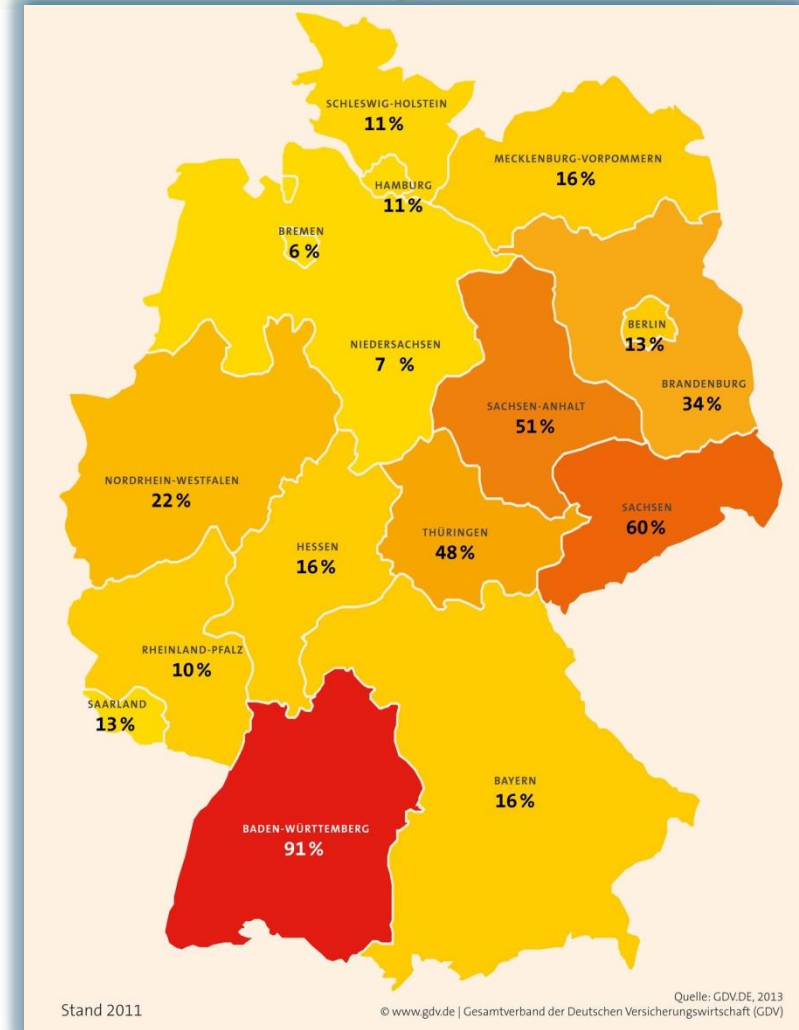 SCHLESWIG-HOLSTEIN
11 %
MECKLENBURG-VORPOMMERN
16 %
HAMBURG
11 %
BREMEN
6 %
NIEDERSACHSEN
7 %
BERLIN
13 %
BRANDENBURG
34 %
SACHSEN-ANHALT
51 %
NORDRHEIN-WESTFALEN
22 %
SACHSEN
60 %
THÜRINGEN
48 %
HESSEN
16 %
RHEINLAND-PFALZ
10 %
SAARLAND
13 %
BAYERN
16 %
BADEN-WÜRTTEMBERG
91 %
Stand 2011
Quelle: GDV.DE, 2013
© www.gdv.de | Gesamtverband der Deutschen Versicherungswirtschaft (GDV)